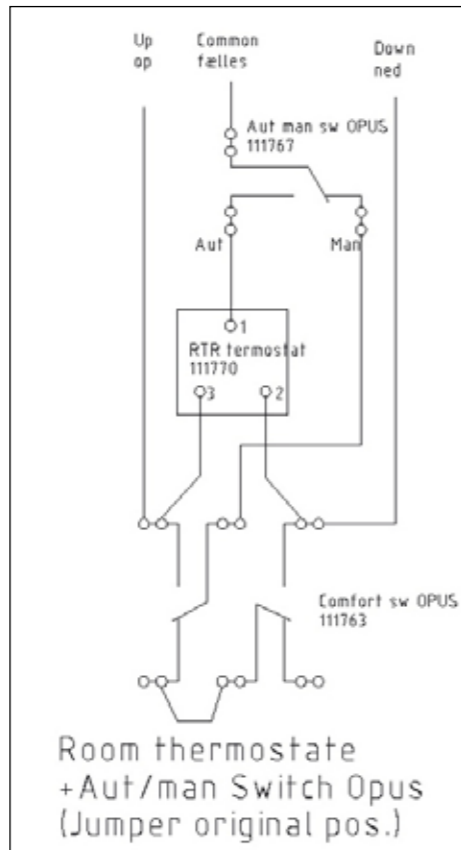 Up
op
Common
fælles
Down
ned
Aut man sw OPUS
111767
Aut
Man
1
RTR termostat
111770
3
2
Comfort sw OPUS
111763
Room thermostate
+Aut/man Switch Opus
(Jumper original pos.)